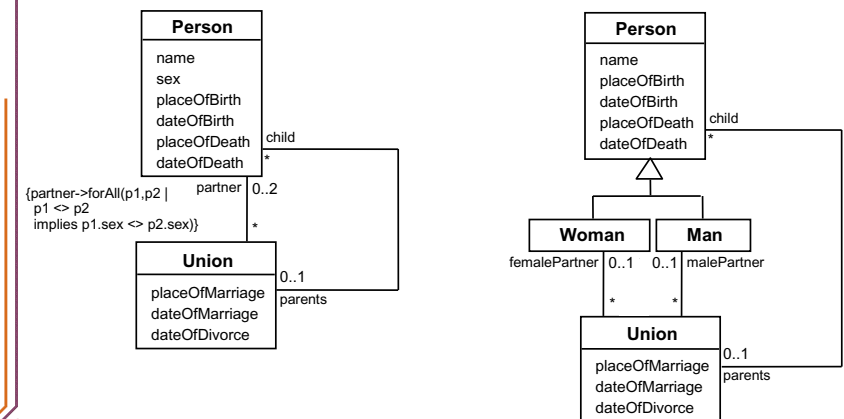 Person
name
sex
placeOfBirth
dateOfBirth
placeOfDeath
dateOfDeath
child
*
partner
0..2
{partner->forAll(p1,p2 |
p1 <> p2
implies p1.sex <> p2.sex)}
*
Union
placeOfMarriage
dateOfMarriage
dateOfDivorce
0..1
parents
Person
name
placeOfBirth
dateOfBirth
placeOfDeath
dateOfDeath
child
*
Woman
Man
femalePartner
0..1
0..1
malePartner
*
*
Union
placeOfMarriage
dateOfMarriage
dateOfDivorce
0..1
parents